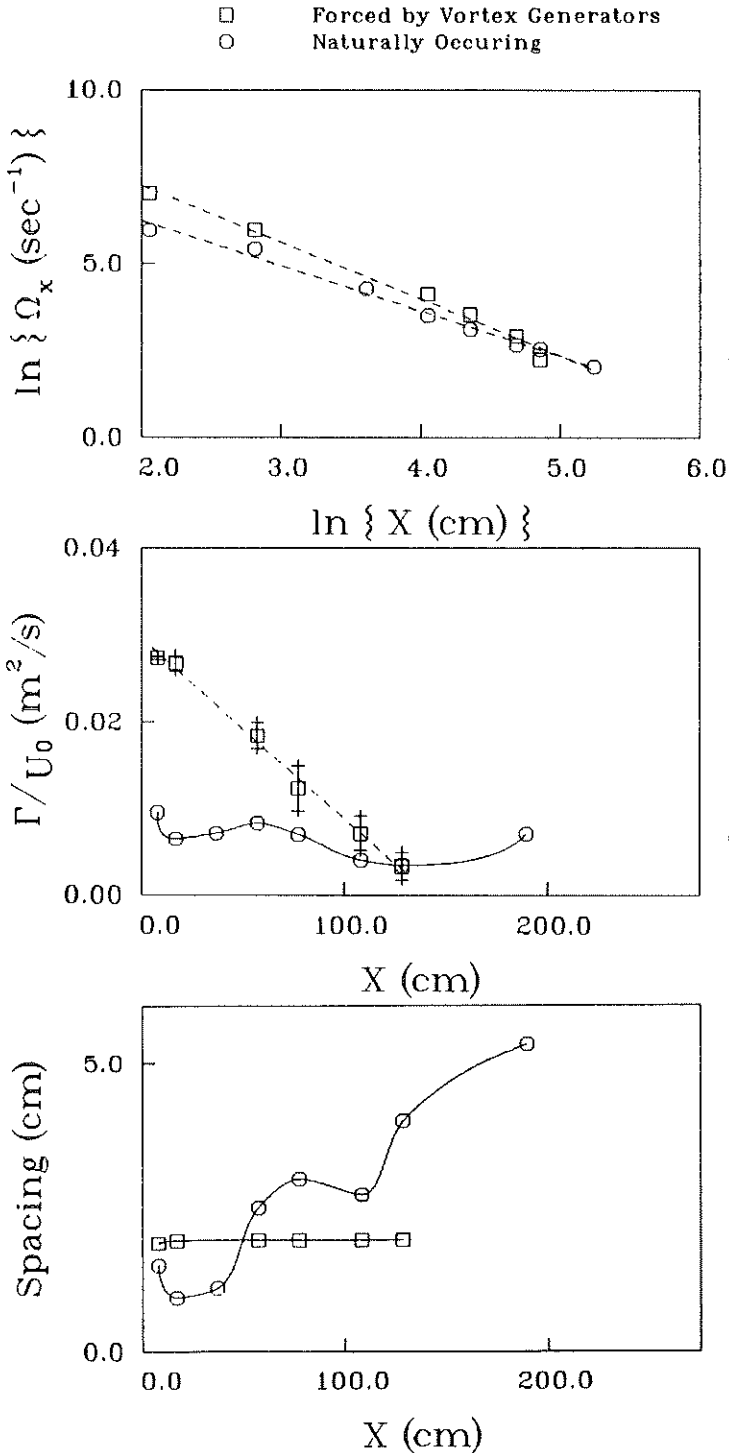 Forced by Vortex Generators
Naturally Occuring
10.0
5.0
0.0
ln { Ωx (sec⁻¹) }
2.0 3.0 4.0 5.0 6.0
ln { X (cm) }
0.04
0.02
0.00
Γ/U0 (m²/s)
0.0 100.0 200.0
X (cm)
5.0
0.0
Spacing (cm)
0.0 100.0 200.0
X (cm)